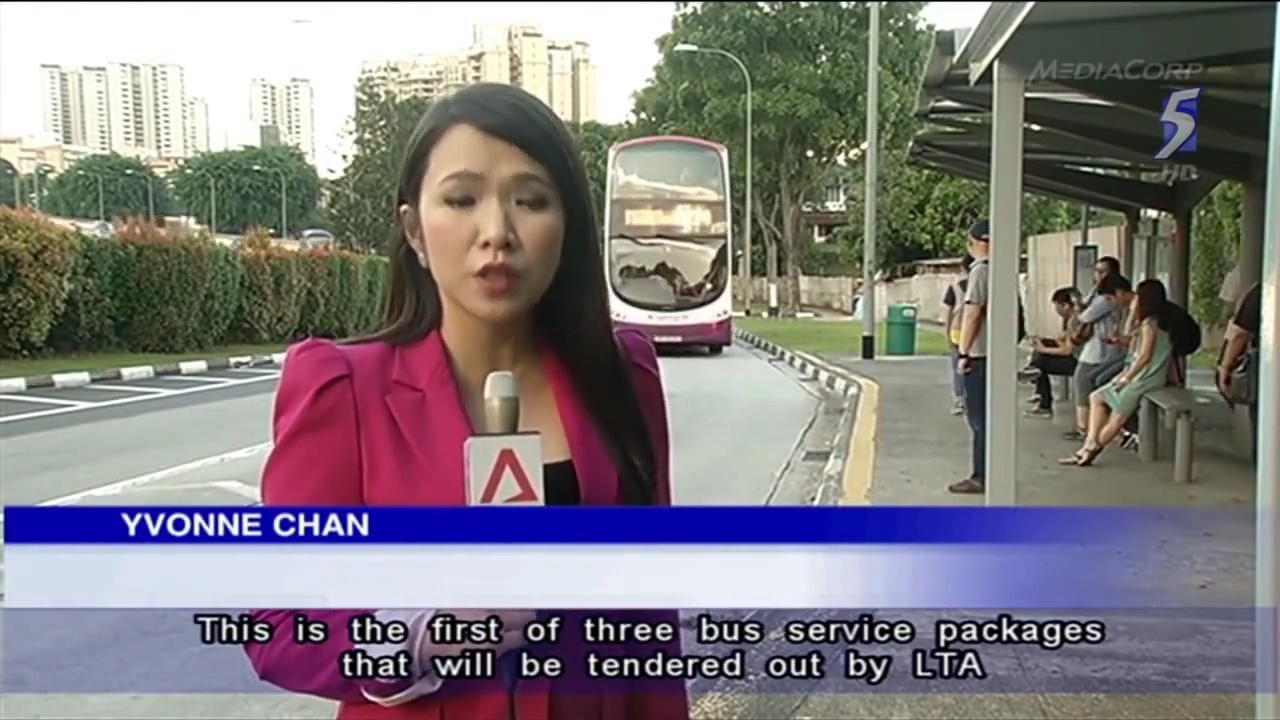 MEDIACORP
5
HD
YVONNE CHAN
This is the first of three bus service packages
that will be tendered out by LTA